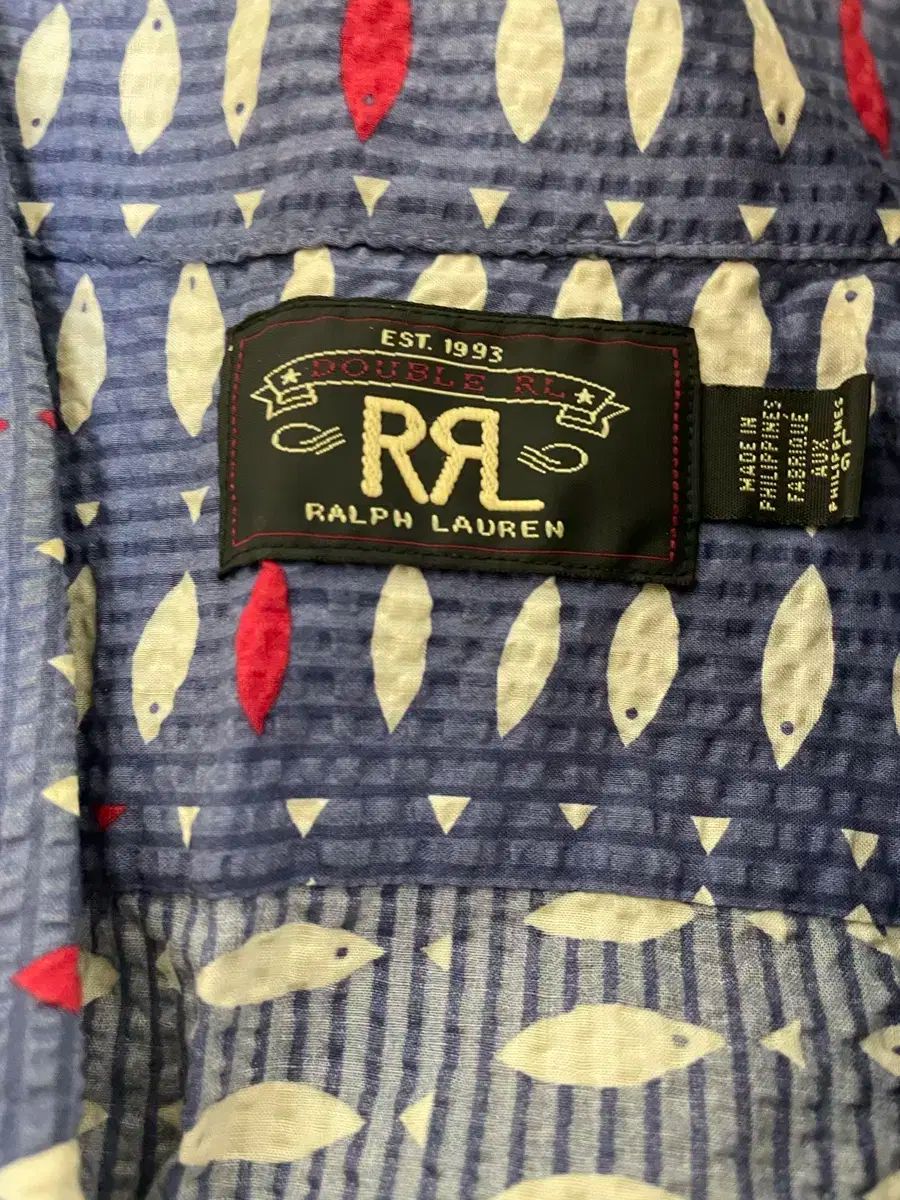 EST. 1993
DOUBLE RL
RRL
RALPH LAUREN
MADE IN
PHILIPPINES
FABRIQUE
AUX
PHILIPPINES